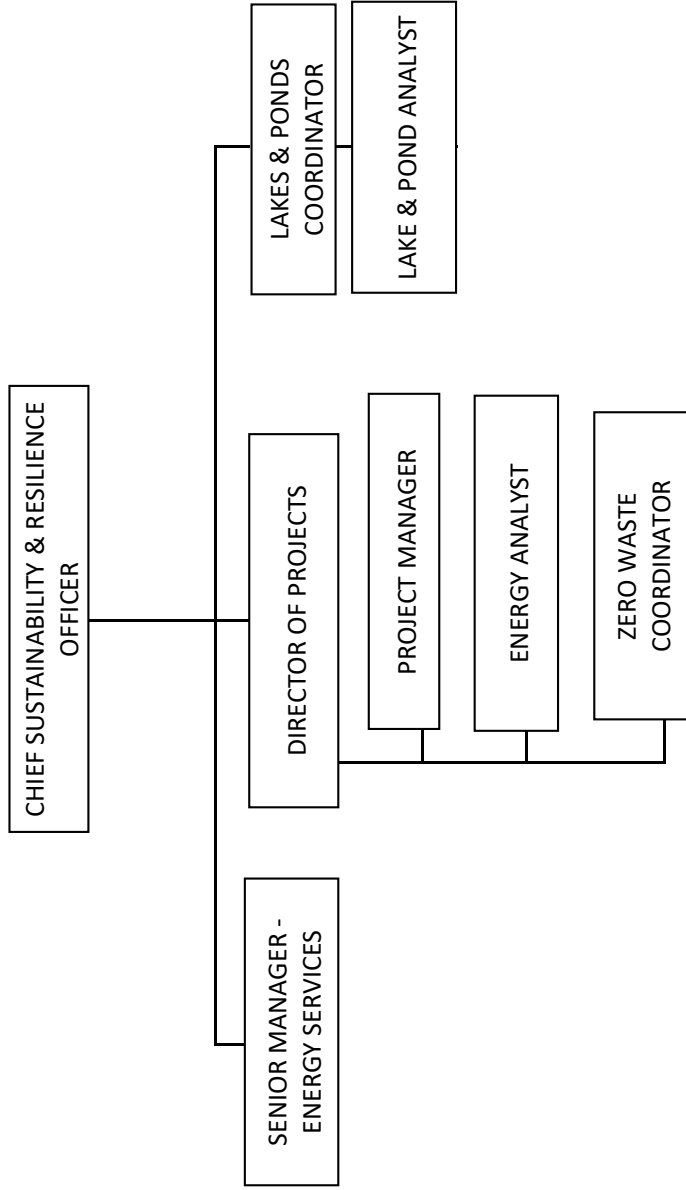 CHIEF SUSTAINABILITY & RESILIENCE
OFFICER
SENIOR MANAGER -
ENERGY SERVICES
DIRECTOR OF PROJECTS
PROJECT MANAGER
ENERGY ANALYST
ZERO WASTE
COORDINATOR
LAKES & PONDS
COORDINATOR
LAKE & POND ANALYST